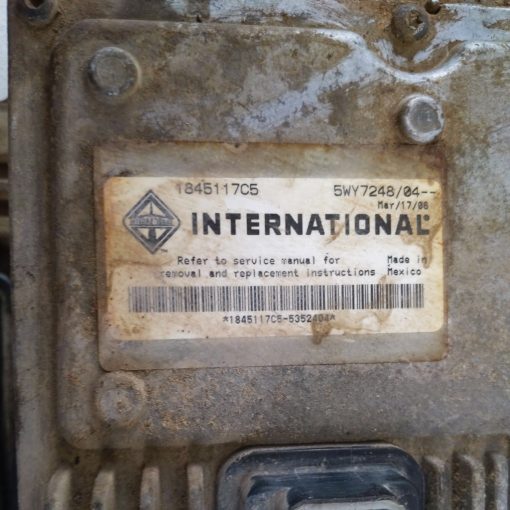 1845117C5 5WY7248/04--
Mar/17/06
INTERNATIONAL®
Refer to service manual for Made in
removal and replacement instructions Mexico
*1845117C5-5352404*